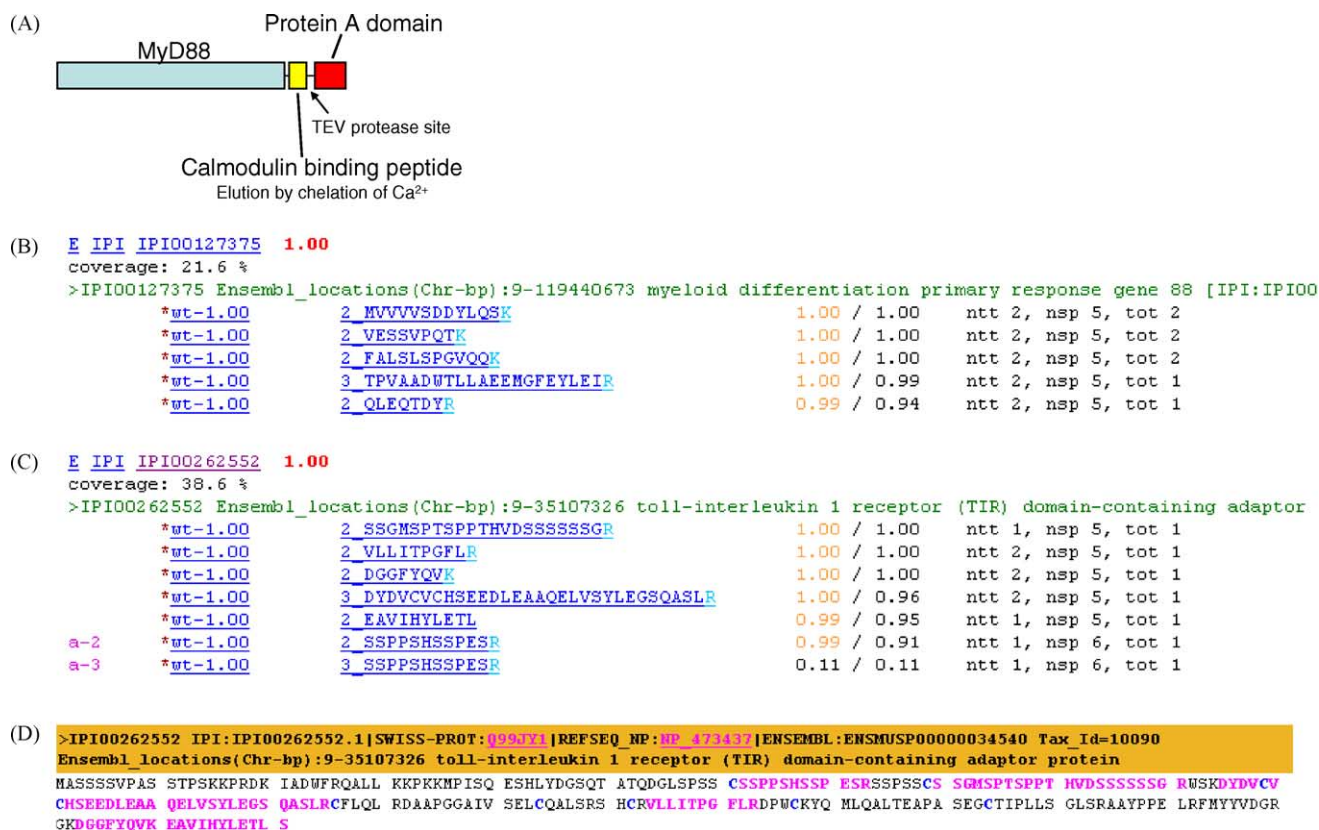 (A)
Protein A domain
MyD88
TEV protease site
Calmodulin binding peptide
Elution by chelation of Ca²⁺
(B) E IPI IPI00127375 1.00
coverage: 21.6 %
>IPI00127375 Ensembl_locations(Chr-bp):9-119440673 myeloid differentiation primary response gene 88 [IPI:IPI00
*wt-1.00 2_MVVVVSDDYLQSK 1.00 / 1.00 ntt 2, nsp 5, tot 2
*wt-1.00 2_VESSVPQTK 1.00 / 1.00 ntt 2, nsp 5, tot 2
*wt-1.00 2_FALSLSPGVQQK 1.00 / 1.00 ntt 2, nsp 5, tot 2
*wt-1.00 3_TPVAADWTLLAEEMGFEYLEIR 1.00 / 0.99 ntt 2, nsp 5, tot 1
*wt-1.00 2_QLEQTDYR 0.99 / 0.94 ntt 2, nsp 5, tot 1
(C) E IPI IPI00262552 1.00
coverage: 38.6 %
>IPI00262552 Ensembl_locations(Chr-bp):9-35107326 toll-interleukin 1 receptor (TIR) domain-containing adaptor
*wt-1.00 2_SSGMSPTSPPTHVDSSSSSSGR 1.00 / 1.00 ntt 1, nsp 5, tot 1
*wt-1.00 2_VLLITPGFLR 1.00 / 1.00 ntt 2, nsp 5, tot 1
*wt-1.00 2_DGGFYQVK 1.00 / 1.00 ntt 2, nsp 5, tot 1
*wt-1.00 3_DYDVCVCHSEEDLEAAQELVSYLEGSQASLR 1.00 / 0.96 ntt 2, nsp 5, tot 1
*wt-1.00 2_EAVIHYLETL 0.99 / 0.95 ntt 1, nsp 5, tot 1
a-2 *wt-1.00 2_SSPPSHSSPESR 0.99 / 0.91 ntt 1, nsp 6, tot 1
a-3 *wt-1.00 3_SSPPSHSSPESR 0.11 / 0.11 ntt 1, nsp 6, tot 1
(D) >IPI00262552 IPI:IPI00262552.1|SWISS-PROT:Q99JY1|REFSEQ_NP:NP_473437|ENSEMBL:ENSMUSP00000034540 Tax_Id=10090
Ensembl_locations(Chr-bp):9-35107326 toll-interleukin 1 receptor (TIR) domain-containing adaptor protein
MASSSSVPAS SSTPSKKPRDK IADWFRQALL KKPKKMPISQ ESHLYDGSQT ATQDGLSPSS CSSPPSHSSP ESRSSPSSCS SGMSPTSPPT HVDSSSSSSG RWSKDYDVCV
CHSEEDLEAA QELVSYLEGS QASLRCFLQL RDAAPGGAIV SELCQALSRS HCRVLLITPG FLRDPWCKYQ MLQALTEAPA SEGCTIPLLS GLSRAAYPPE LRFMYYVDGR
GKDGGFYQVK EAVIHYLETL S